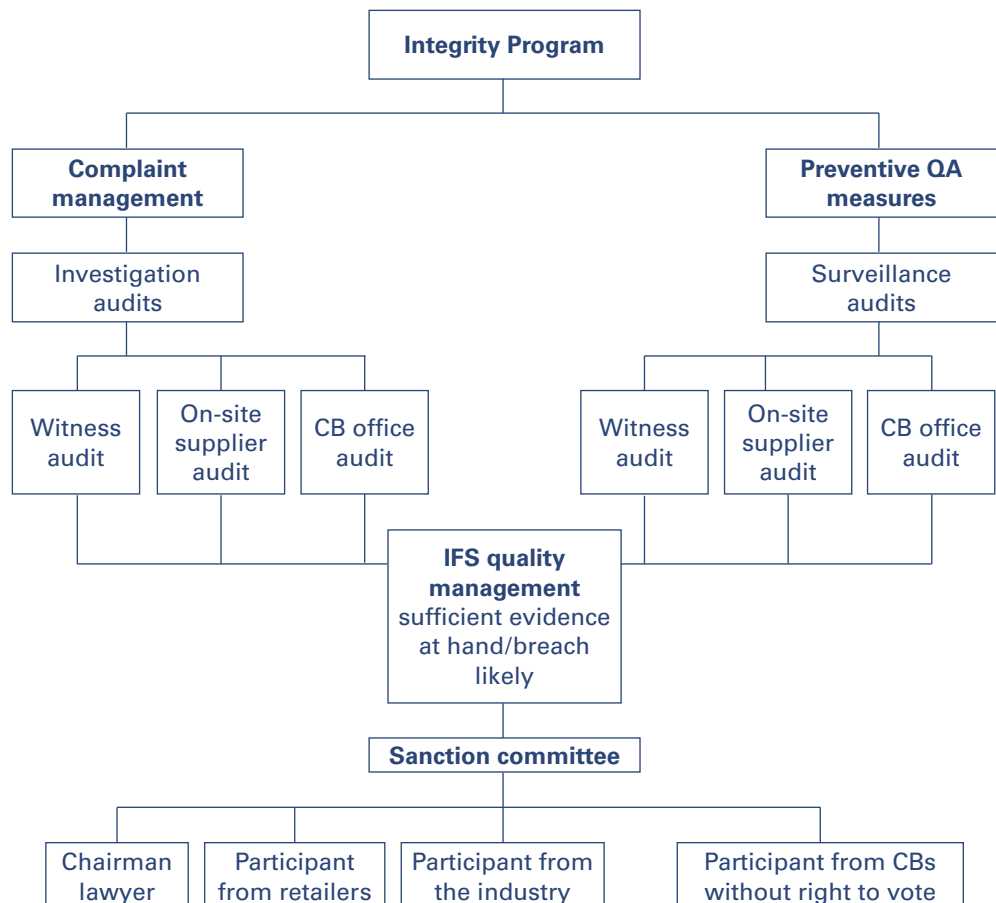 Integrity Program
Complaint
management
Preventive QA
measures
Investigation
audits
Surveillance
audits
Witness
audit
On-site
supplier
audit
CB office
audit
Witness
audit
On-site
supplier
audit
CB office
audit
IFS quality
management
sufficient evidence
at hand/breach
likely
Sanction committee
Chairman
lawyer
Participant
from retailers
Participant from
the industry
Participant from CBs
without right to vote